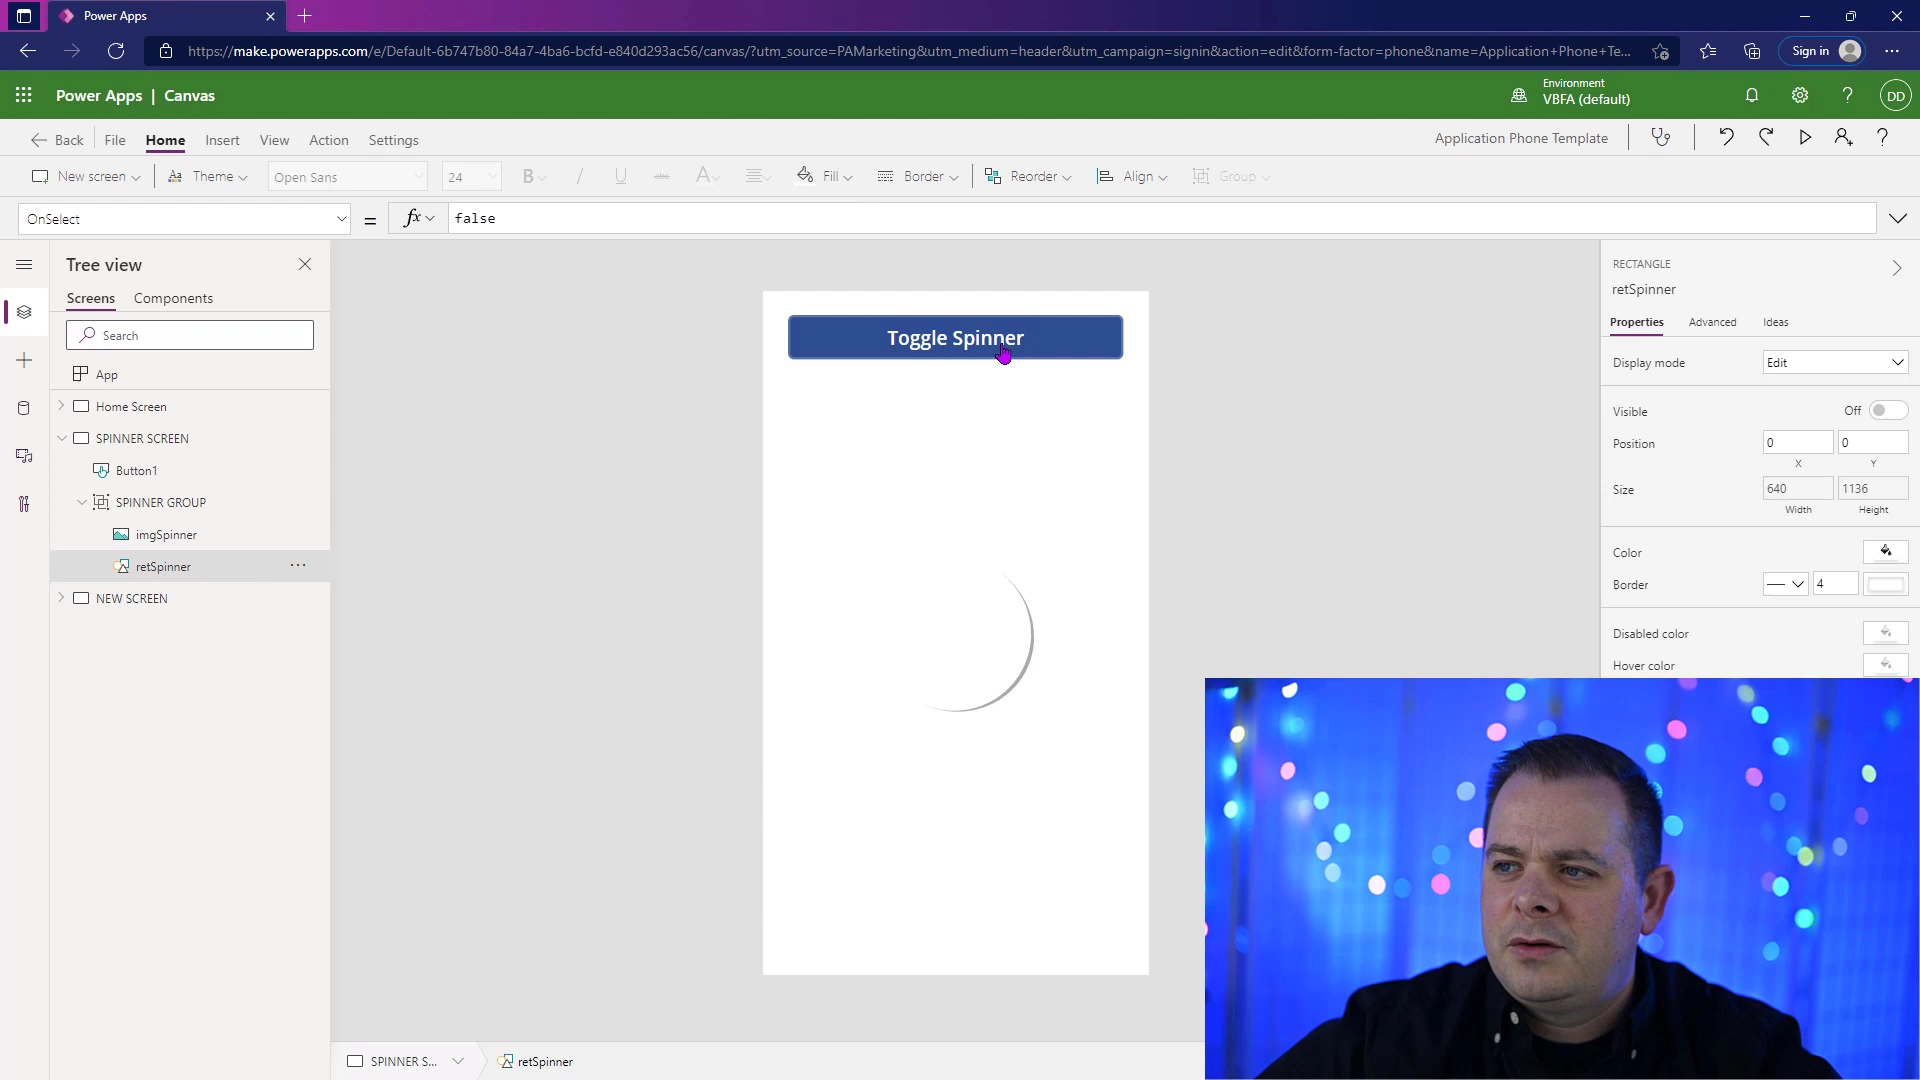 Power Apps
https://make.powerapps.com/e/Default-6b747b80-84a7-4ba6-bcfd-e840d293ac56/canvas/?utm_source=PAMarketing&utm_medium=header&utm_campaign=signin&action=edit&form-factor=phone&name=Application+Phone+Te...
Sign in
Power Apps | Canvas
Environment
VBFA (default)
DD
Back
File
Home
Insert
View
Action
Settings
Application Phone Template
New screen
Theme
Open Sans
24
B
Fill
Border
Reorder
Align
Group
OnSelect
=
fx
false
Tree view
Screens
Components
Search
App
Home Screen
SPINNER SCREEN
Button1
SPINNER GROUP
imgSpinner
retSpinner
NEW SCREEN
Toggle Spinner
RECTANGLE
retSpinner
Properties
Advanced
Ideas
Display mode
Edit
Visible
Off
Position
0
0
X
Y
Size
640
1136
Width
Height
Color
Border
4
Disabled color
Hover color
SPINNER S...
retSpinner